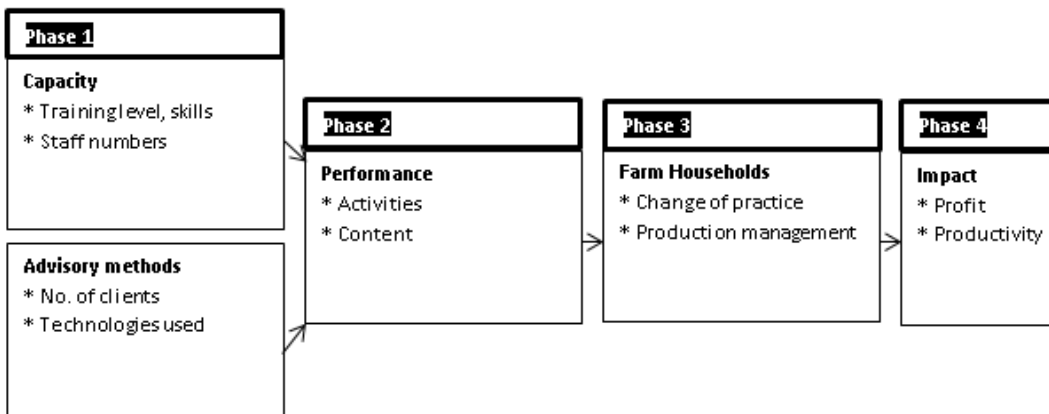 Phase 1
Capacity
* Training level, skills
* Staff numbers
Advisory methods
* No. of clients
* Technologies used
Phase 2
Performance
* Activities
* Content
Phase 3
Farm Households
* Change of practice
* Production management
Phase 4
Impact
* Profit
* Productivity